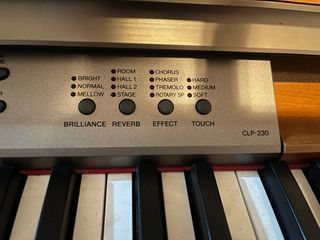 BRIGHT
NORMAL
MELLOW
BRILLIANCE
ROOM
HALL 1
HALL 2
STAGE
REVERB
CHORUS
PHASER
TREMOLO
ROTARY SP
EFFECT
HARD
MEDIUM
SOFT
TOUCH
CLP-230